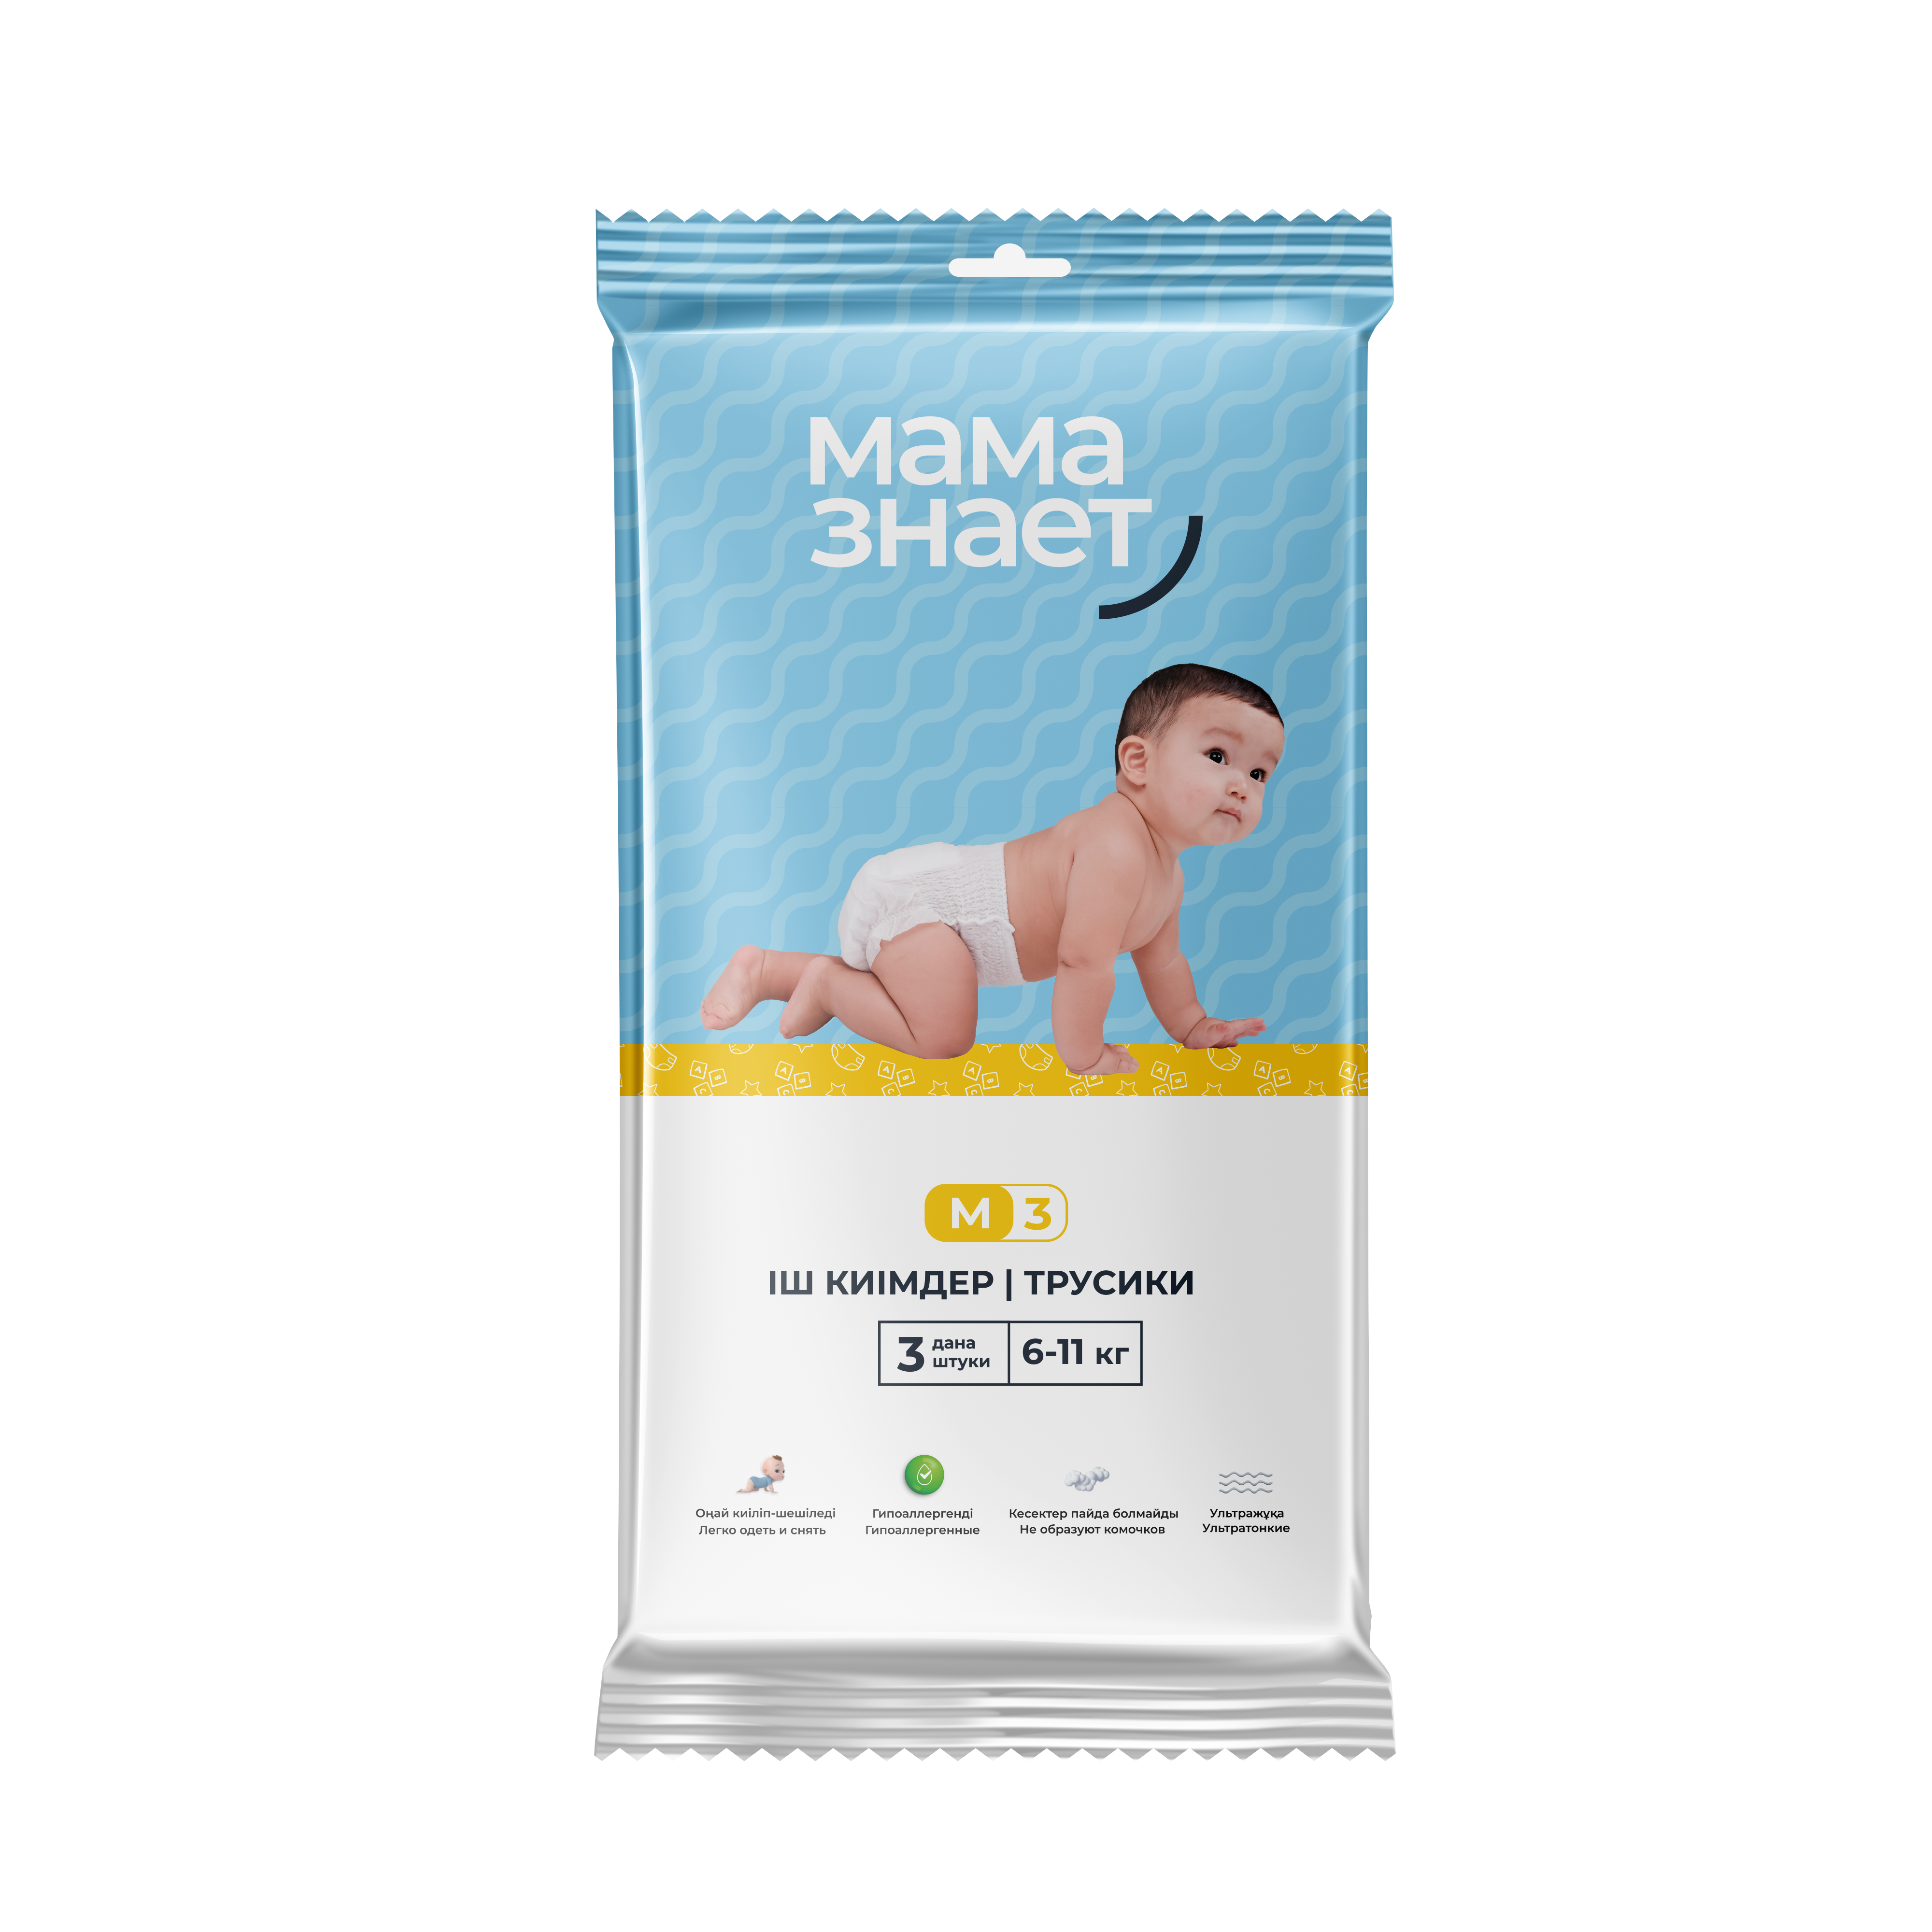 мама
знает
М 3
ІШ КИІМДЕР | ТРУСИКИ
3 дана
штуки
6-11 кг
Оңай киіліп-шешіледі
Легко одеть и снять
Гипоаллергенді
Гипоаллергенные
Кесектер пайда болмайды
Не образуют комочков
Ультражұқа
Ультратонкие